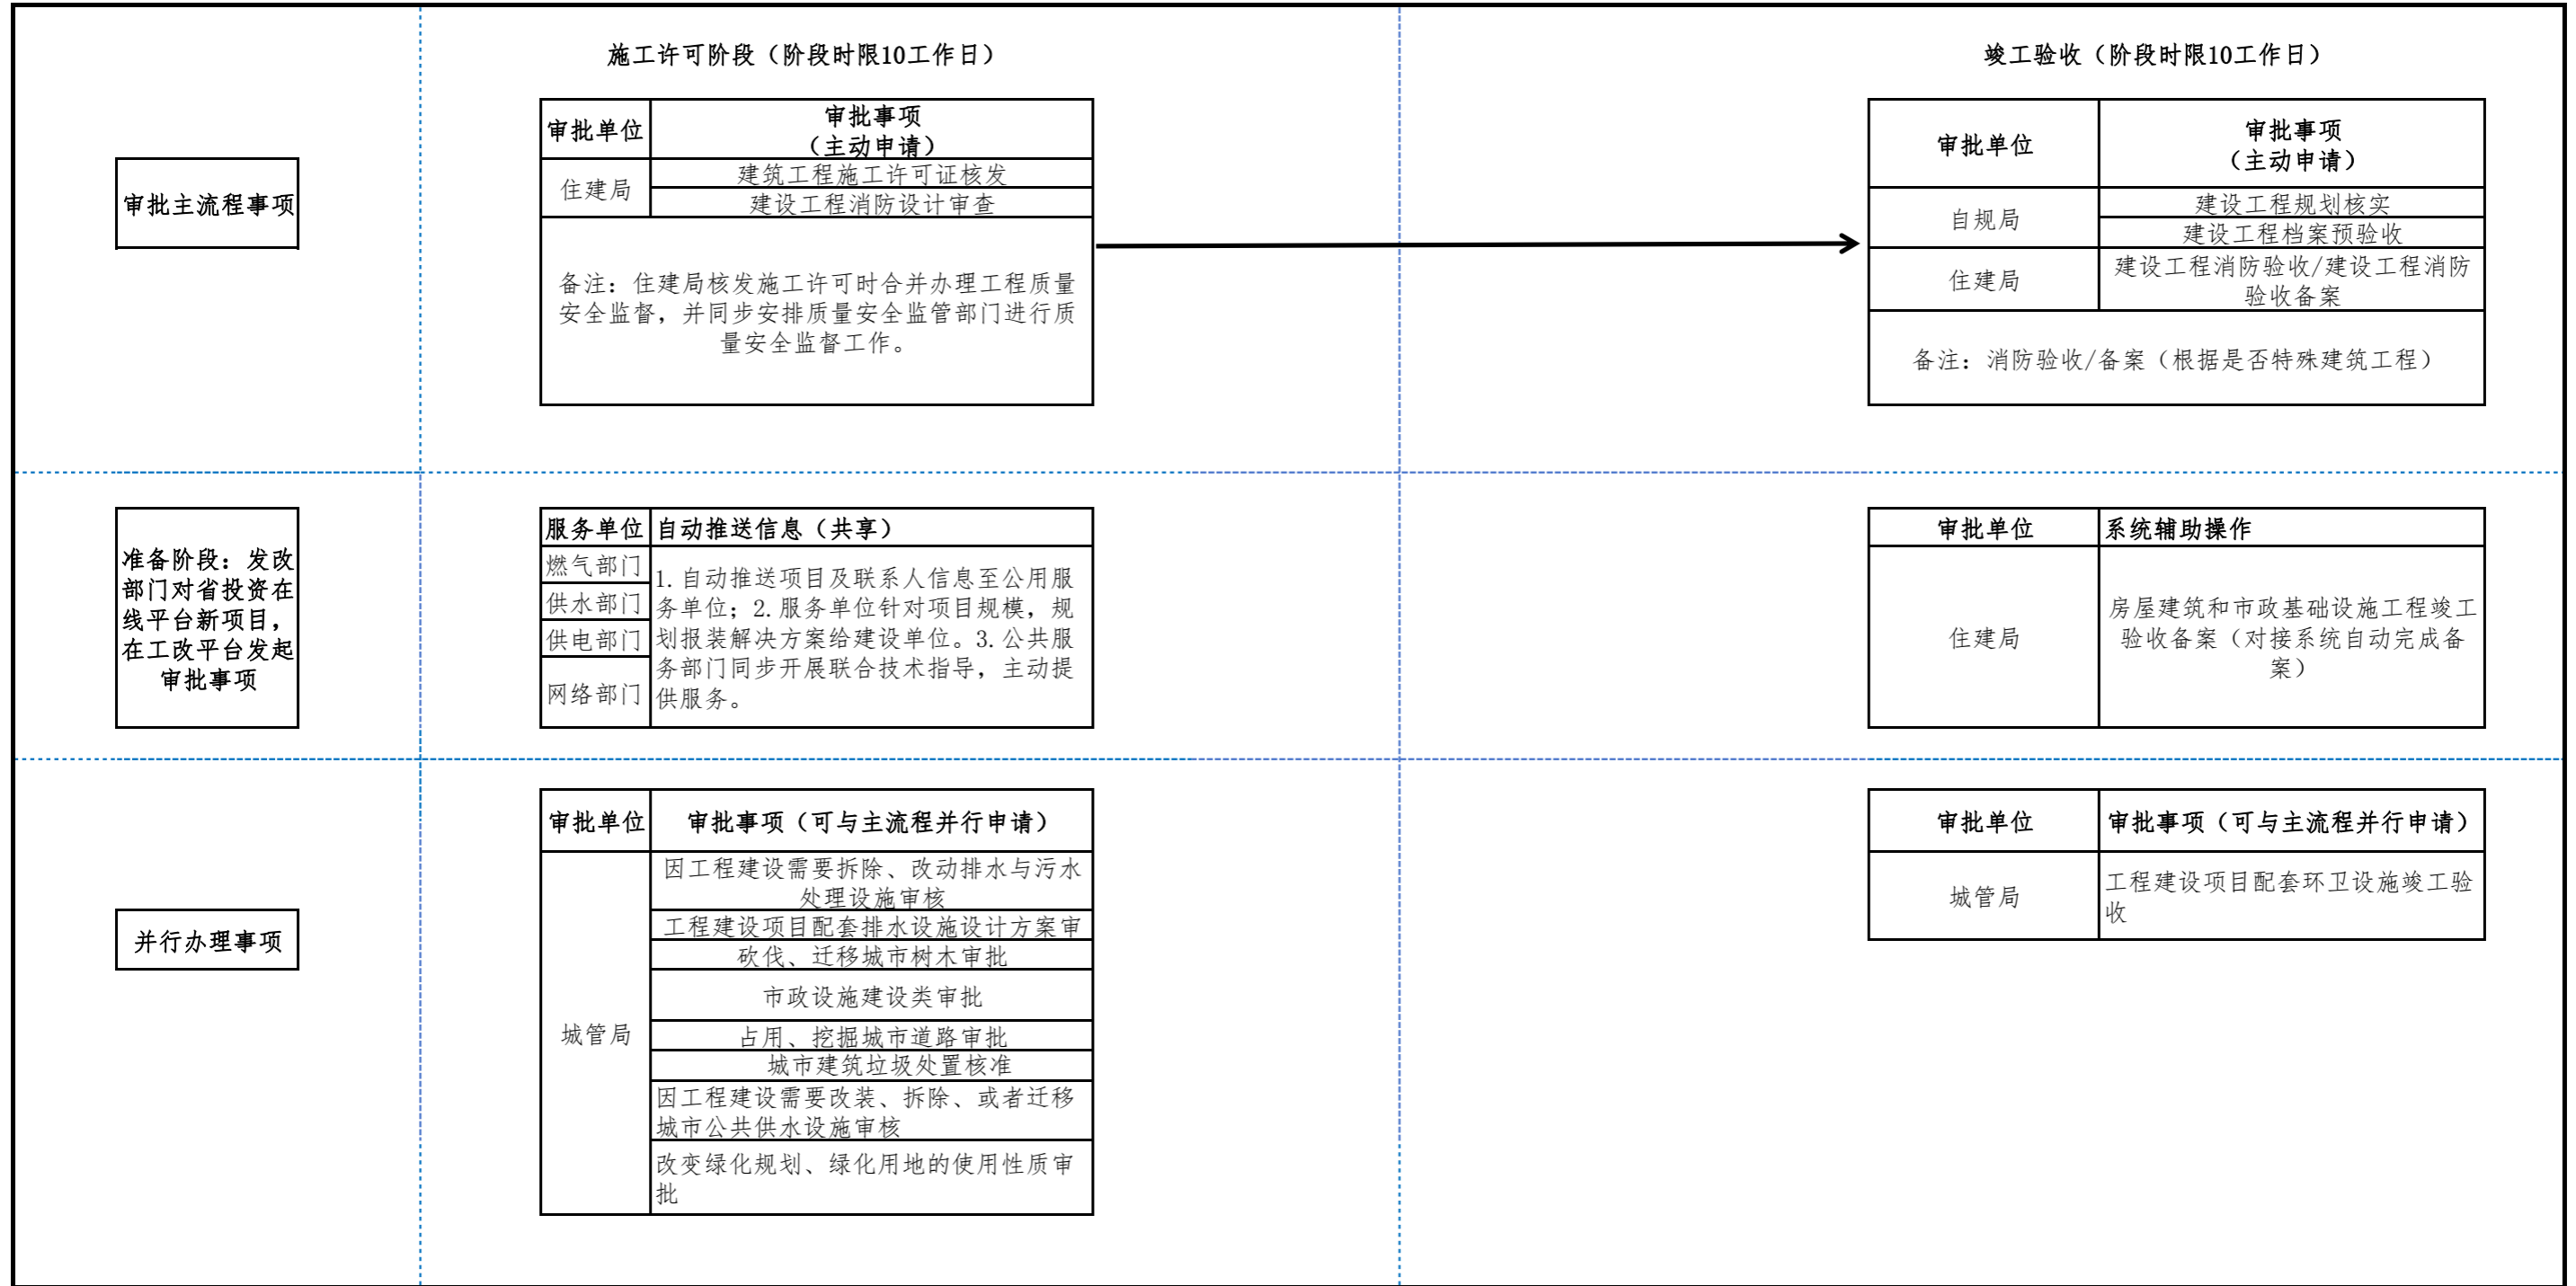 施工许可阶段（阶段时限10工作日）
竣工验收（阶段时限10工作日）
审批主流程事项
审批单位
审批事项
（主动申请）
住建局
建筑工程施工许可证核发
建设工程消防设计审查
备注：住建局核发施工许可时合并办理工程质量
安全监督，并同步安排质量安全监管部门进行质
量安全监督工作。
审批单位
审批事项
（主动申请）
自规局
建设工程规划核实
建设工程档案预验收
住建局
建设工程消防验收/建设工程消防
验收备案
备注：消防验收/备案（根据是否特殊建筑工程）
准备阶段：发改
部门对省投资在
线平台新项目，
在工改平台发起
审批事项
服务单位
自动推送信息（共享）
燃气部门
供水部门
供电部门
网络部门
1.自动推送项目及联系人信息至公用服
务单位；2.服务单位针对项目规模，规
划报装解决方案给建设单位。3.公共服
务部门同步开展联合技术指导，主动提
供服务。
审批单位
系统辅助操作
住建局
房屋建筑和市政基础设施工程竣工
验收备案（对接系统自动完成备
案）
并行办理事项
审批单位
审批事项（可与主流程并行申请）
城管局
因工程建设需要拆除、改动排水与污水
处理设施审核
工程建设项目配套排水设施设计方案审
砍伐、迁移城市树木审批
市政设施建设类审批
占用、挖掘城市道路审批
城市建筑垃圾处置核准
因工程建设需要改装、拆除、或者迁移
城市公共供水设施审核
改变绿化规划、绿化用地的使用性质审
批
审批单位
审批事项（可与主流程并行申请）
城管局
工程建设项目配套环卫设施竣工验
收